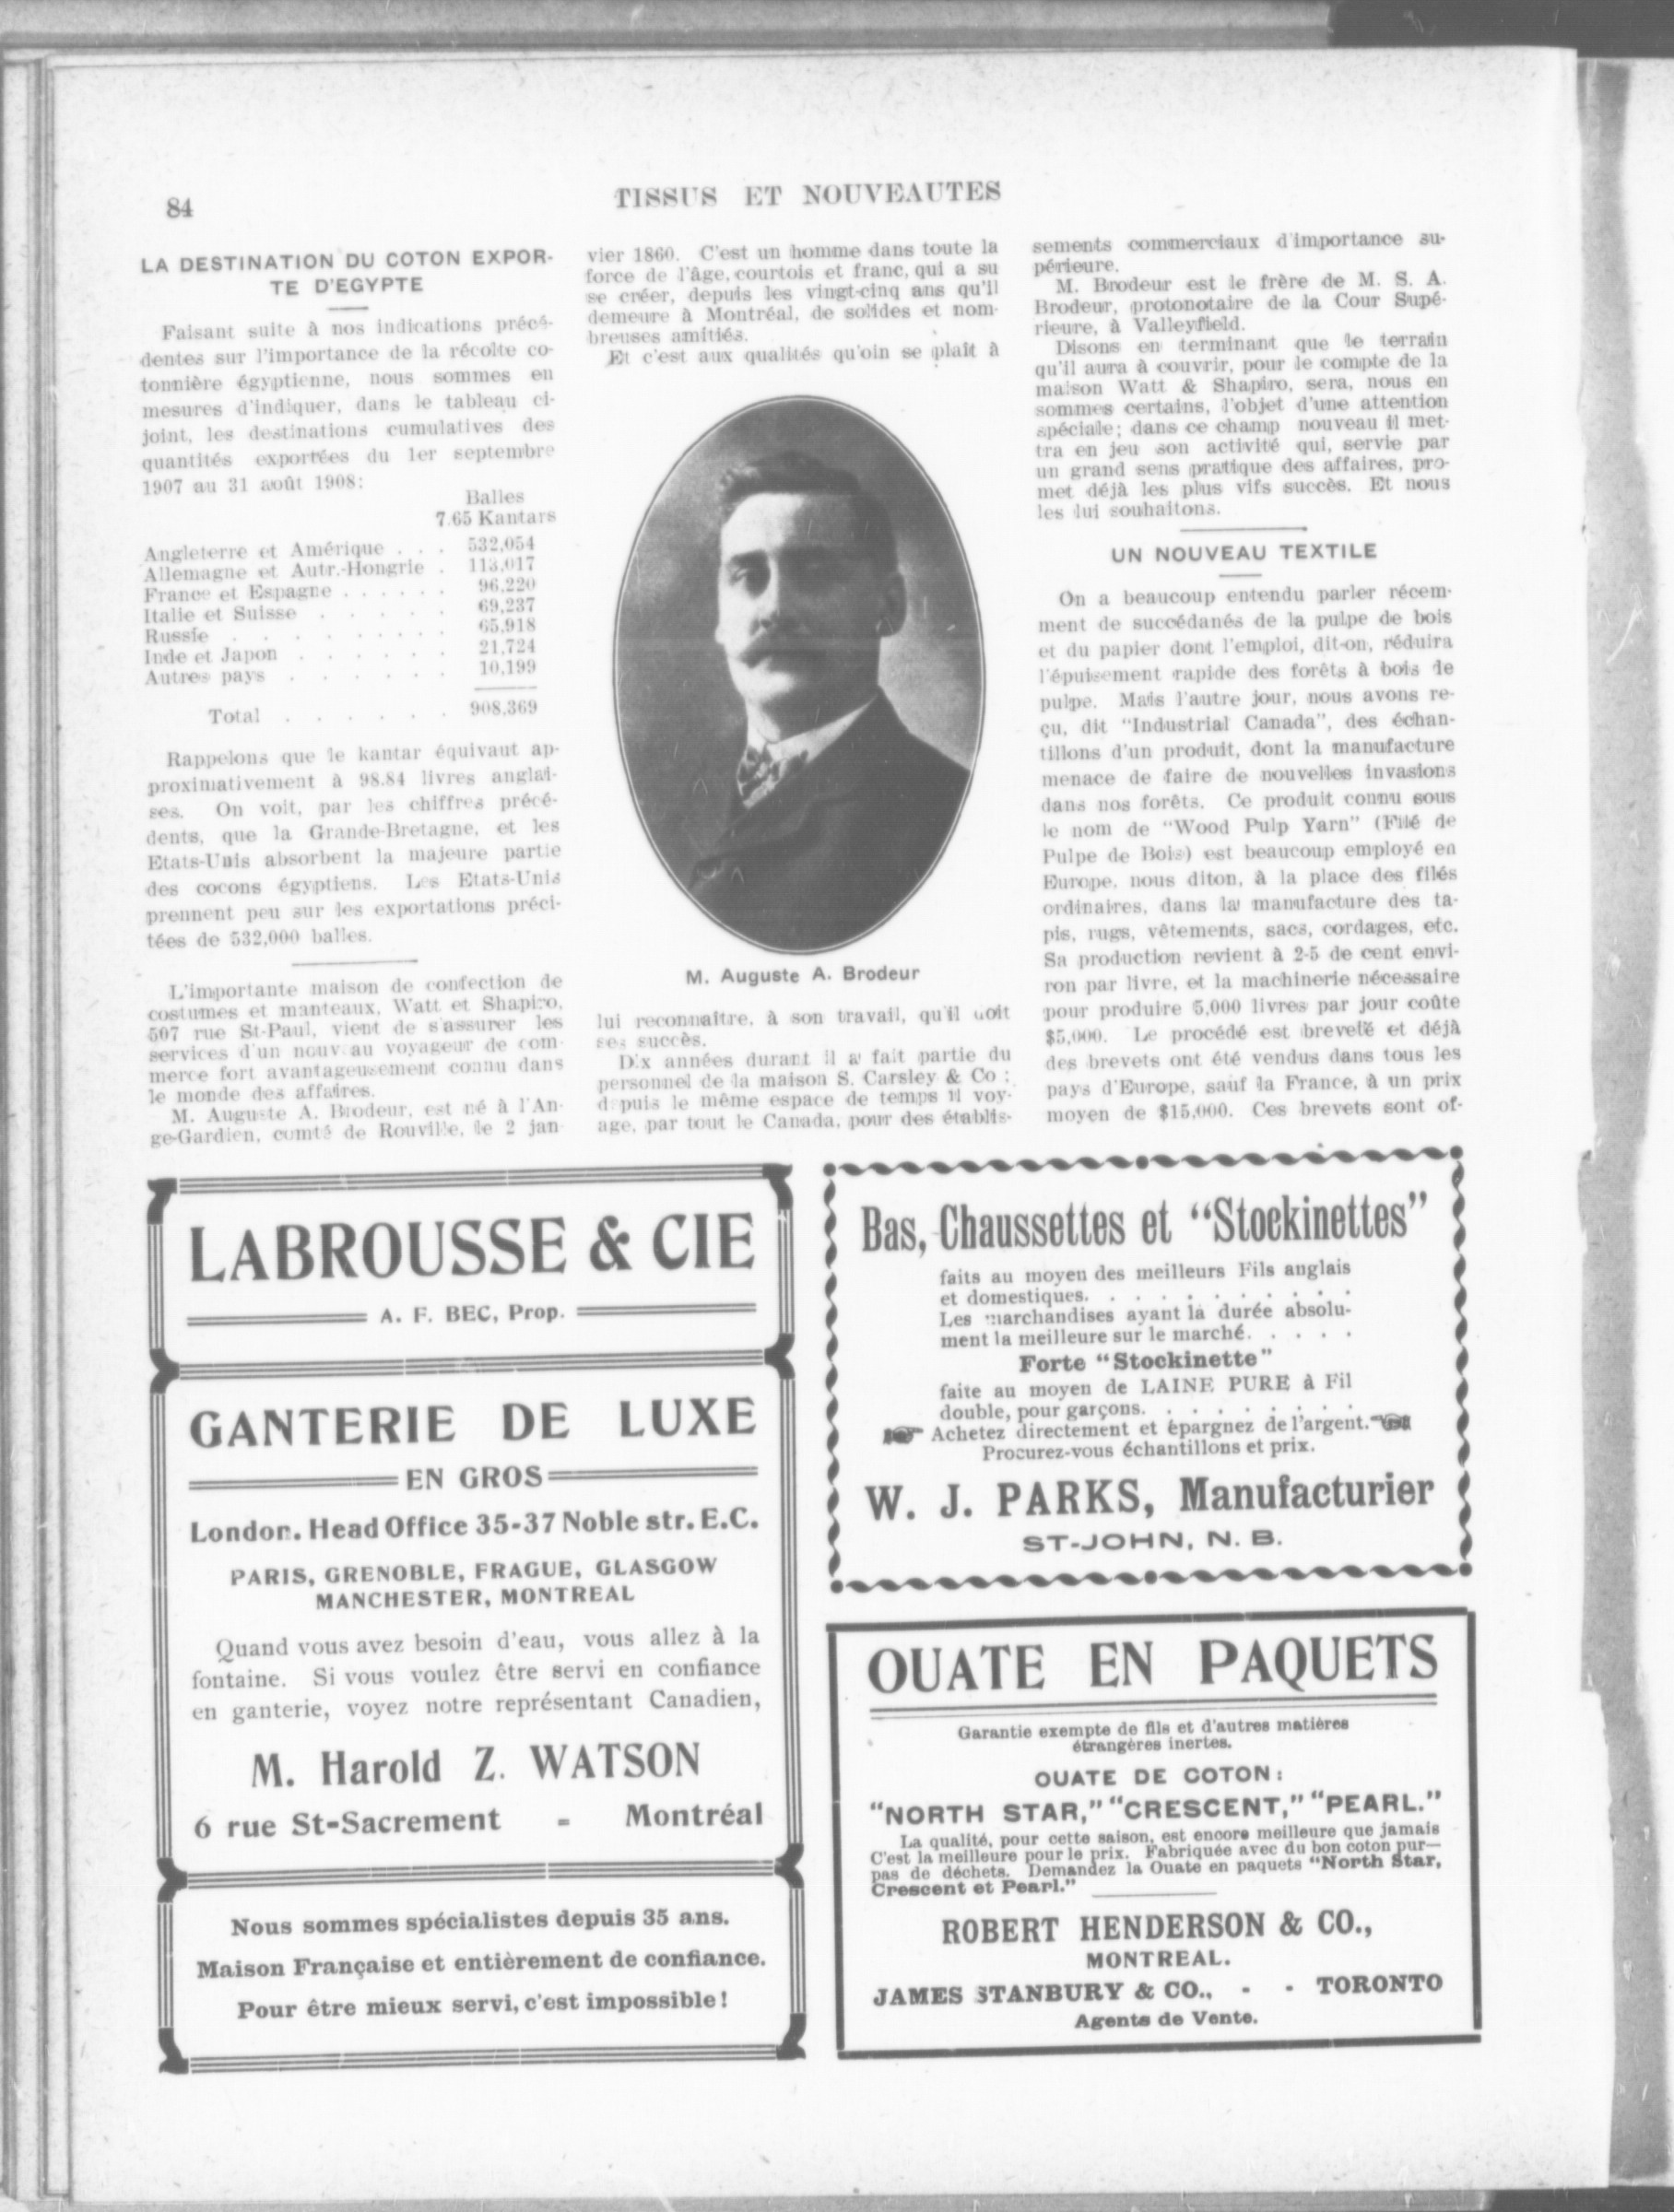 84
TISSUS ET NOUVEAUTES
LA DESTINATION DU COTON EXPOR-
TE D'EGYPTE
Faisant suite à nos indications précé-
dentes sur l'importance de la récolte co-
tonnière égyptienne, nous sommes en
mesures d'indiquer, dans le tableau ci-
joint, les destinations cumulatives des
quantités exportées du 1er septembre
1907 au 31 août 1908:
Balles
7.65 Kantars
Angleterre et Amérique . . . 532,054
Allemagne et Autr.-Hongrie . 113,017
France et Espagne . . . . . . 96,220
Italie et Suisse . . . . . 69,237
Russie . . . . . . . . . 65,918
Inde et Japon . . . . . . 21,724
Autres pays . . . . . . 10,199
Total . . . . . . 908,369
Rappelons que le kantar équivaut ap-
proximativement à 98.84 livres anglai-
ses. On voit, par les chiffres précé-
dents, que la Grande-Bretagne, et les
Etats-Unis absorbent la majeure partie
des cocons égyptiens. Les Etats-Unis
prennent peu sur les exportations préci-
tées de 532,000 balles.
L'importante maison de confection de
costumes et manteaux, Watt et Shapiro,
507 rue St-Paul, vient de s'assurer les
services d'un nouveau voyageur de com-
merce fort avantageusement connu dans
le monde des affaires.
M. Auguste A. Brodeur, est né à l'An-
ge-Gardien, comté de Rouville, le 2 jan-
vier 1860. C'est un homme dans toute la
force de l'âge, courtois et franc, qui a su
se créer, depuis les vingt-cinq ans qu'il
demeure à Montréal, de solides et nom-
breuses amitiés.
Et c'est aux qualités qu'oin se plaît à
M. Auguste A. Brodeur
lui reconnaître, à son travail, qu'il doit
ses succès.
Dix années durant il a fait partie du
personnel de la maison S. Carsley & Co ;
depuis le même espace de temps il voy-
age, par tout le Canada, pour des établis-
sements commerciaux d'importance su-
périeure.
M. Brodeur est le frère de M. S. A.
Brodeur, protonotaire de la Cour Supé-
rieure, à Valleyfield.
Disons en terminant que le terrain
qu'il aura à couvrir, pour le compte de la
maison Watt & Shapiro, sera, nous en
sommes certains, l'objet d'une attention
spéciale; dans ce champ nouveau il met-
tra en jeu son activité qui, servie par
un grand sens pratique des affaires, pro-
met déjà les plus vifs succès. Et nous
les lui souhaitons.
UN NOUVEAU TEXTILE
On a beaucoup entendu parler récem-
ment de succédanés de la pulpe de bois
et du papier dont l'emploi, dit-on, réduira
l'épuisement rapide des forêts à bois de
pulpe. Mais l'autre jour, nous avons re-
çu, dit "Industrial Canada", des échan-
tillons d'un produit, dont la manufacture
menace de faire de nouvelles invasions
dans nos forêts. Ce produit connu sous
le nom de "Wood Pulp Yarn" (Filé de
Pulpe de Bois) est beaucoup employé en
Europe, nous diton, à la place des filés
ordinaires, dans la manufacture des ta-
pis, rugs, vêtements, sacs, cordages, etc.
Sa production revient à 2-5 de cent envi-
ron par livre, et la machinerie nécessaire
pour produire 5,000 livres par jour coûte
$5,000. Le procédé est breveté et déjà
des brevets ont été vendus dans tous les
pays d'Europe, sauf la France, à un prix
moyen de $15,000. Ces brevets sont of-
LABROUSSE & CIE
A. F. BEC, Prop.
GANTERIE DE LUXE
EN GROS
London. Head Office 35-37 Noble str. E.C.
PARIS, GRENOBLE, FRAGUE, GLASGOW
MANCHESTER, MONTREAL
Quand vous avez besoin d'eau, vous allez à la
fontaine. Si vous voulez être servi en confiance
en ganterie, voyez notre représentant Canadien,
M. Harold Z. WATSON
6 rue St-Sacrement - Montréal
Nous sommes spécialistes depuis 35 ans.
Maison Française et entièrement de confiance.
Pour être mieux servi, c'est impossible !
Bas, Chaussettes et "Stockinettes"
faits au moyen des meilleurs Fils anglais
et domestiques. . . . . . . . . . .
Les marchandises ayant la durée absolu-
ment la meilleure sur le marché. . . . .
Forte "Stockinette"
faite au moyen de LAINE PURE à Fil
double, pour garçons. . . . . . . . .
Achetez directement et épargnez de l'argent.
Procurez-vous échantillons et prix.
W. J. PARKS, Manufacturier
ST-JOHN, N. B.
OUATE EN PAQUETS
Garantie exempte de fils et d'autres matières
étrangères inertes.
OUATE DE COTON:
"NORTH STAR," "CRESCENT," "PEARL."
La qualité, pour cette saison, est encore meilleure que jamais
C'est la meilleure pour le prix. Fabriquée avec du bon coton pur—
pas de déchets. Demandez la Ouate en paquets "North Star,
Crescent et Pearl."
ROBERT HENDERSON & CO.,
MONTREAL.
JAMES STANBURY & CO., - - TORONTO
Agents de Vente.